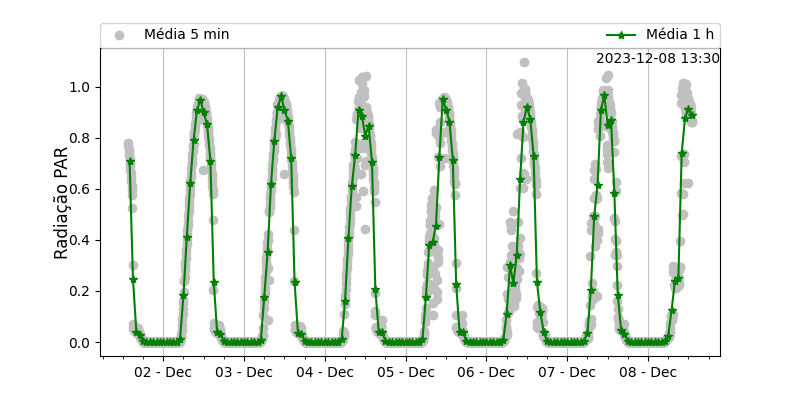 Média 5 min
Média 1 h
2023-12-08 13:30
Radiação PAR
1.0
0.8
0.6
0.4
0.2
0.0
02 - Dec
03 - Dec
04 - Dec
05 - Dec
06 - Dec
07 - Dec
08 - Dec